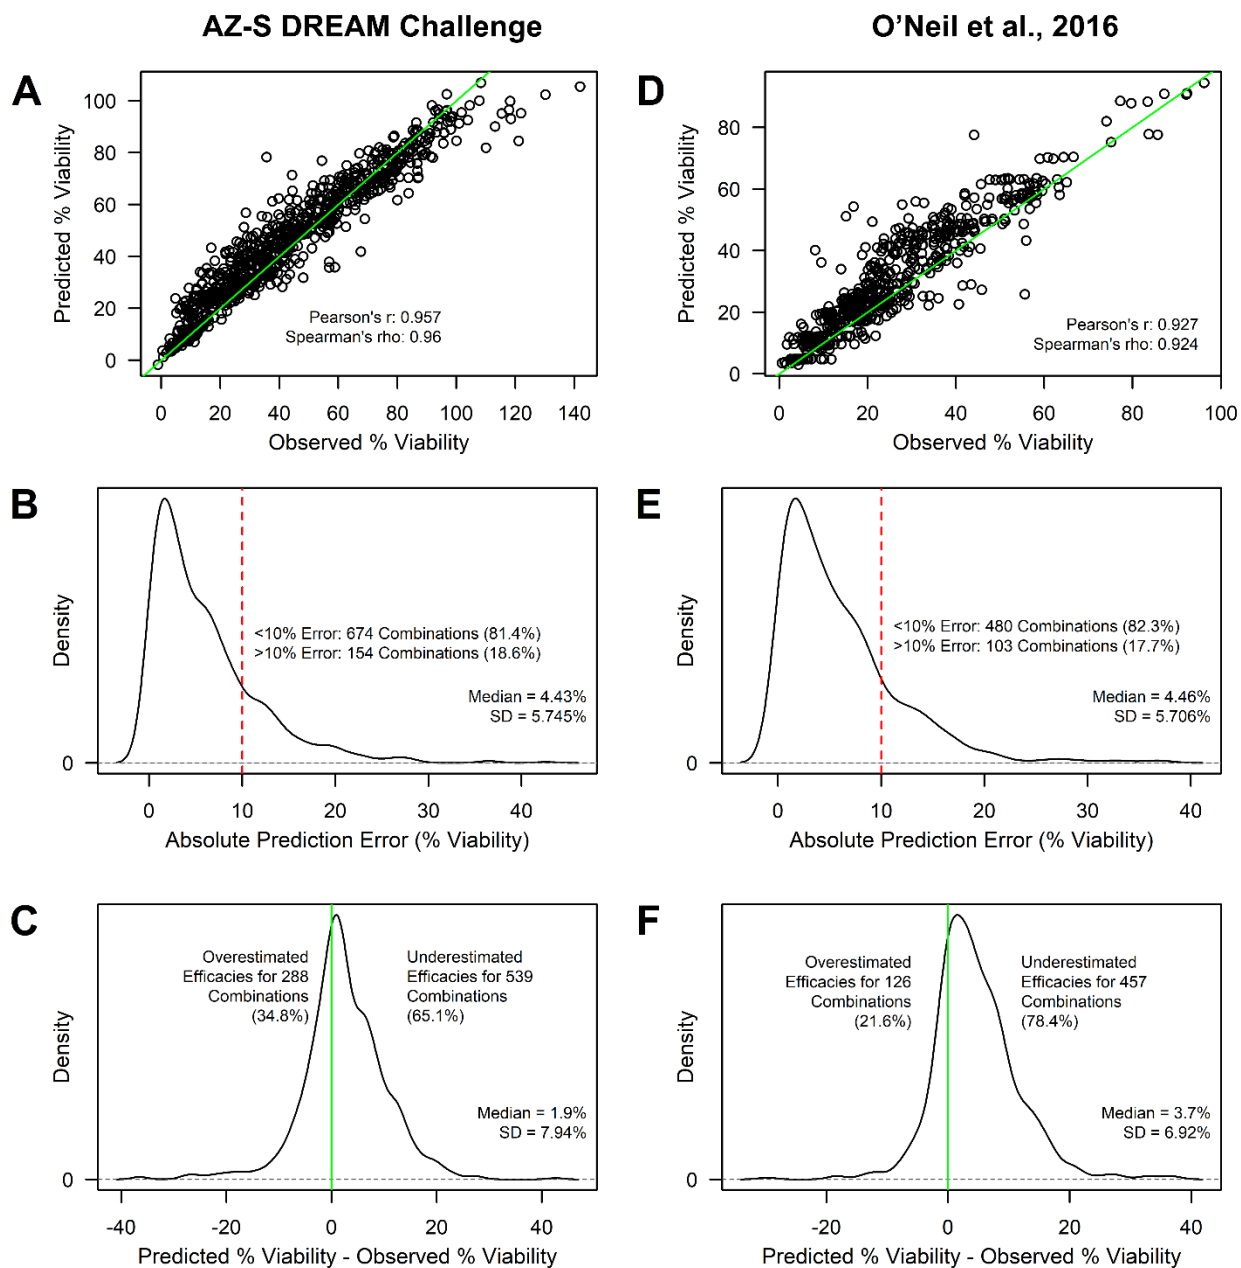 AZ-S DREAM Challenge
O'Neil et al., 2016
A
Predicted % Viability
100
80
60
40
20
0
Pearson's r: 0.957
Spearman's rho: 0.96
0 20 40 60 80 100 120 140
Observed % Viability
D
Predicted % Viability
80
60
40
20
0
Pearson's r: 0.927
Spearman's rho: 0.924
0 20 40 60 80 100
Observed % Viability
B
Density
0
<10% Error: 674 Combinations (81.4%)
>10% Error: 154 Combinations (18.6%)
Median = 4.43%
SD = 5.745%
0 10 20 30 40
Absolute Prediction Error (% Viability)
E
Density
0
<10% Error: 480 Combinations (82.3%)
>10% Error: 103 Combinations (17.7%)
Median = 4.46%
SD = 5.706%
0 10 20 30 40
Absolute Prediction Error (% Viability)
C
Density
0
Overestimated
Efficacies for 288
Combinations
(34.8%)
Underestimated
Efficacies for 539
Combinations
(65.1%)
Median = 1.9%
SD = 7.94%
-40 -20 0 20 40
Predicted % Viability - Observed % Viability
F
Density
0
Overestimated
Efficacies for 126
Combinations
(21.6%)
Underestimated
Efficacies for 457
Combinations
(78.4%)
Median = 3.7%
SD = 6.92%
-20 0 20 40
Predicted % Viability - Observed % Viability